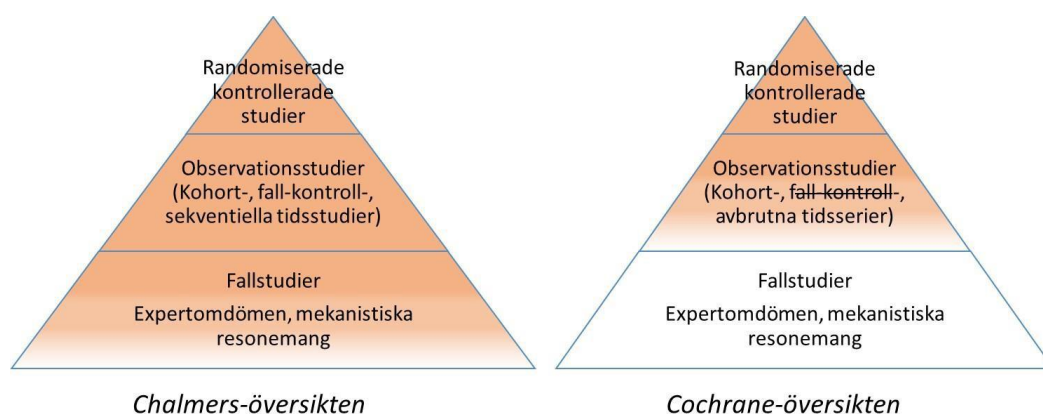 Randomiserade
kontrollerade
studier
Observationsstudier
(Kohort-, fall-kontroll-,
sekventiella tidsstudier)
Fallstudier
Expertomdömen, mekanistiska
resonemang
Chalmers-översikten
Randomiserade
kontrollerade
studier
Observationsstudier
(Kohort-, fall-kontroll-,
avbrutna tidsserier)
Fallstudier
Expertomdömen, mekanistiska
resonemang
Cochrane-översikten